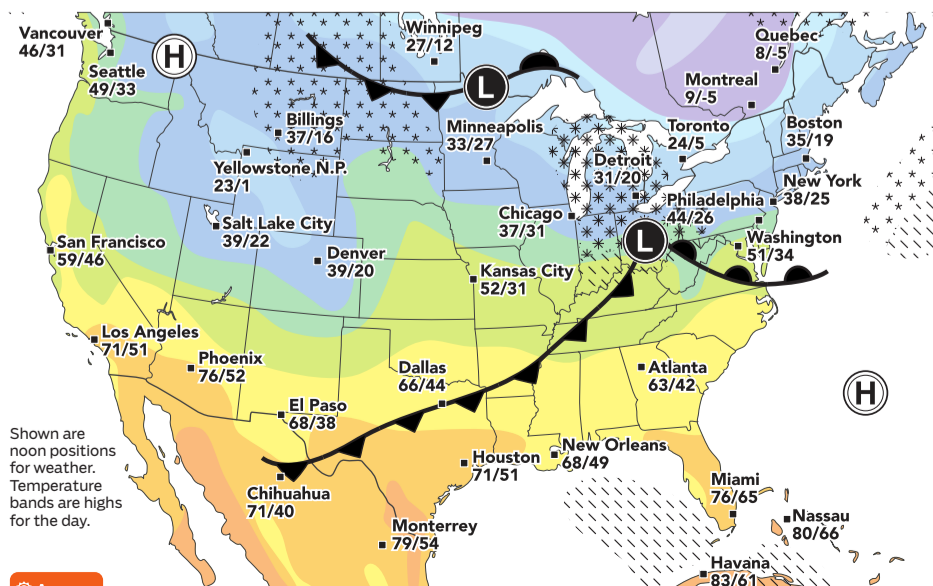 Vancouver
46/31
Seattle
49/33
H
Winnipeg
27/12
L
Quebec
8/-5
Montreal
9/-5
Billings
37/16
Minneapolis
33/27
Toronto
24/5
Boston
35/19
Yellowstone N.P.
23/1
Detroit
31/20
New York
38/25
Philadelphia
44/26
Salt Lake City
39/22
Chicago
37/31
L
Washington
51/34
San Francisco
59/46
Denver
39/20
Kansas City
52/31
Los Angeles
71/51
Phoenix
76/52
Dallas
66/44
Atlanta
63/42
H
El Paso
68/38
Shown are
noon positions
for weather.
Temperature
bands are highs
for the day.
Chihuahua
71/40
Houston
71/51
New Orleans
68/49
Miami
76/65
Monterrey
79/54
Nassau
80/66
Havana
83/61